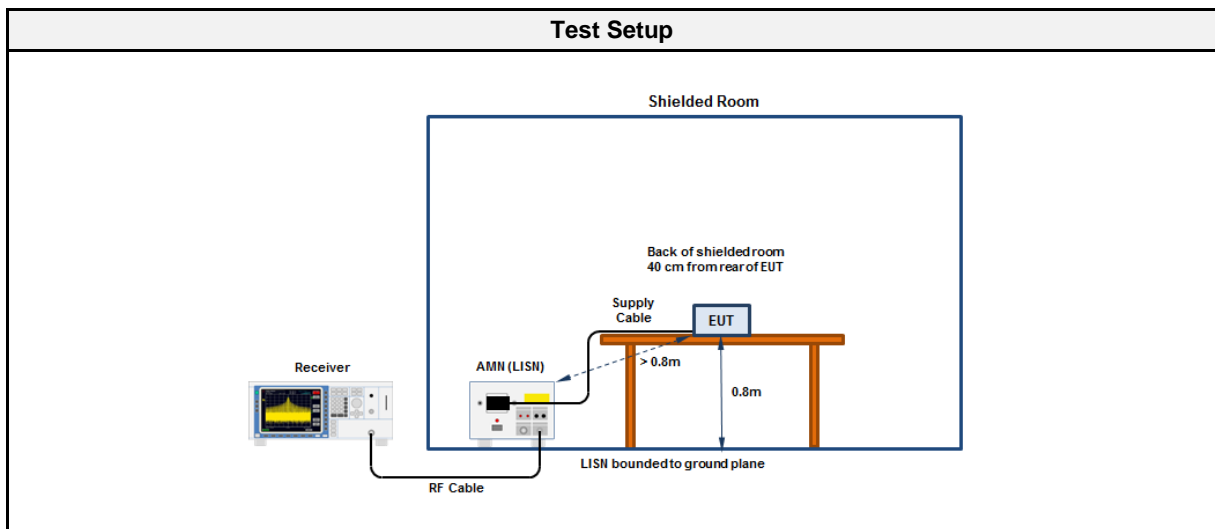 Test Setup
Shielded Room
Back of shielded room
40 cm from rear of EUT
Supply
Cable
EUT
> 0.8m
AMN (LISN)
Receiver
0.8m
LISN bounded to ground plane
RF Cable